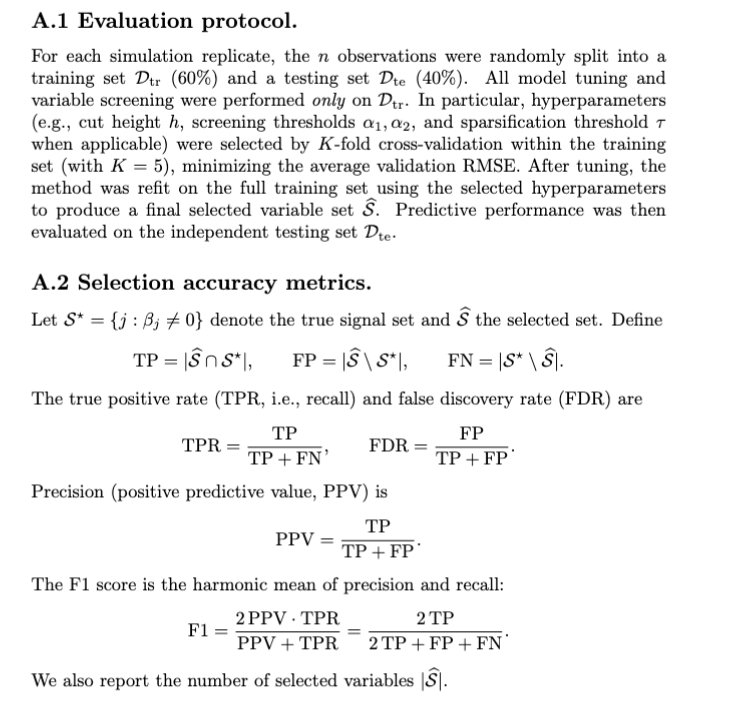 A.1 Evaluation protocol.
For each simulation replicate, the n observations were randomly split into a
training set 𝒟tr (60%) and a testing set 𝒟te (40%). All model tuning and
variable screening were performed only on 𝒟tr. In particular, hyperparameters
(e.g., cut height h, screening thresholds α1, α2, and sparsification threshold τ
when applicable) were selected by K-fold cross-validation within the training
set (with K = 5), minimizing the average validation RMSE. After tuning, the
method was refit on the full training set using the selected hyperparameters
to produce a final selected variable set Ŝ. Predictive performance was then
evaluated on the independent testing set 𝒟te.
A.2 Selection accuracy metrics.
Let S⋆ = {j : βj ≠ 0} denote the true signal set and Ŝ the selected set. Define
TP = |Ŝ ∩ S⋆|, FP = |Ŝ \ S⋆|, FN = |S⋆ \ Ŝ|.
The true positive rate (TPR, i.e., recall) and false discovery rate (FDR) are
TPR = TP / (TP + FN), FDR = FP / (TP + FP).
Precision (positive predictive value, PPV) is
PPV = TP / (TP + FP).
The F1 score is the harmonic mean of precision and recall:
F1 = 2 PPV · TPR / (PPV + TPR) = 2 TP / (2 TP + FP + FN).
We also report the number of selected variables |Ŝ|.